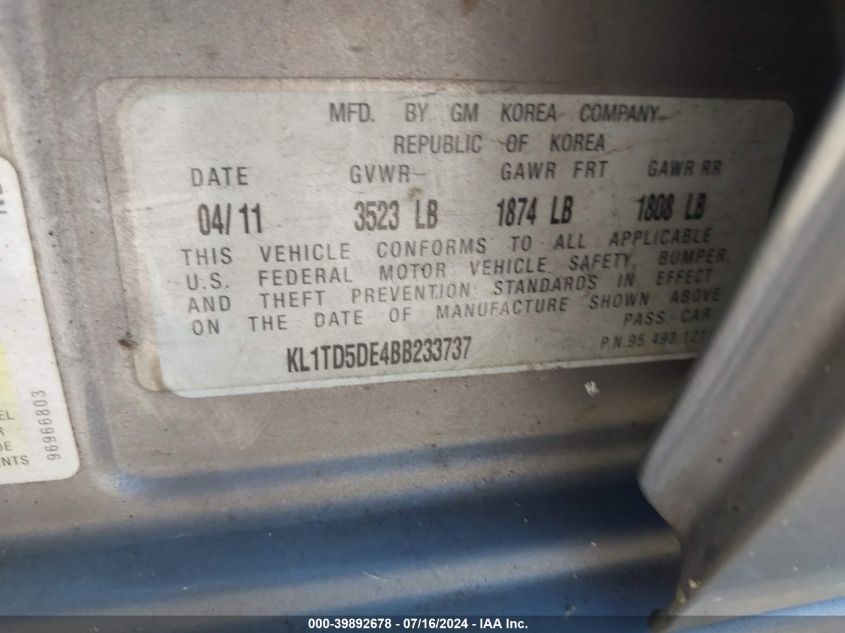 MFD. BY GM KOREA COMPANY
REPUBLIC OF KOREA
DATE GVWR GAWR FRT GAWR RR
04/11 3523 LB 1874 LB 1808 LB
THIS VEHICLE CONFORMS TO ALL APPLICABLE
U.S. FEDERAL MOTOR VEHICLE SAFETY, BUMPER,
AND THEFT PREVENTION STANDARDS IN EFFECT
ON THE DATE OF MANUFACTURE SHOWN ABOVE
PASS. CAR
KL1TD5DE4BB233737
P.N.95 493 121
96966803
000-39892678 - 07/16/2024 - IAA Inc.